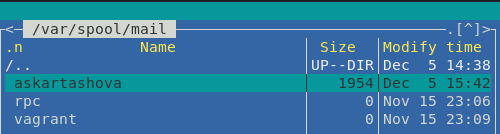 <- /var/spool/mail .[^]>
.n Name Size Modify time
/.. UP--DIR Dec 5 14:38
askartashova 1954 Dec 5 15:42
rpc 0 Nov 15 23:06
vagrant 0 Nov 15 23:09